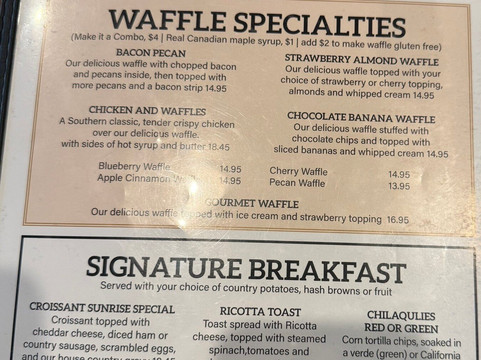 WAFFLE SPECIALTIES
(Make it a Combo, $4 | Real Canadian maple syrup, $1 | add $2 to make waffle gluten free)
BACON PECAN
Our delicious waffle with chopped bacon
and pecans inside, then topped with
more pecans and a bacon strip 14.95
STRAWBERRY ALMOND WAFFLE
Our delicious waffle topped with your
choice of strawberry or cherry topping,
almonds and whipped cream 14.95
CHICKEN AND WAFFLES
A Southern classic, tender crispy chicken
over our delicious waffle.
with sides of hot syrup and butter 18.45
CHOCOLATE BANANA WAFFLE
Our delicious waffle stuffed with
chocolate chips and topped with
sliced bananas and whipped cream 14.95
Blueberry Waffle 14.95
Apple Cinnamon 14.95
Cherry Waffle 14.95
Pecan Waffle 13.95
GOURMET WAFFLE
Our delicious waffle topped with ice cream and strawberry topping 16.95
SIGNATURE BREAKFAST
Served with your choice of country potatoes, hash browns or fruit
CROISSANT SUNRISE SPECIAL
Croissant topped with
cheddar cheese, diced ham or
country sausage, scrambled eggs,
and our house country gravy
RICOTTA TOAST
Toast spread with Ricotta
cheese, topped with steamed
spinach,tomatoes and
CHILAQULIES
RED OR GREEN
Corn tortilla chips, soaked in
a verde (green) or California